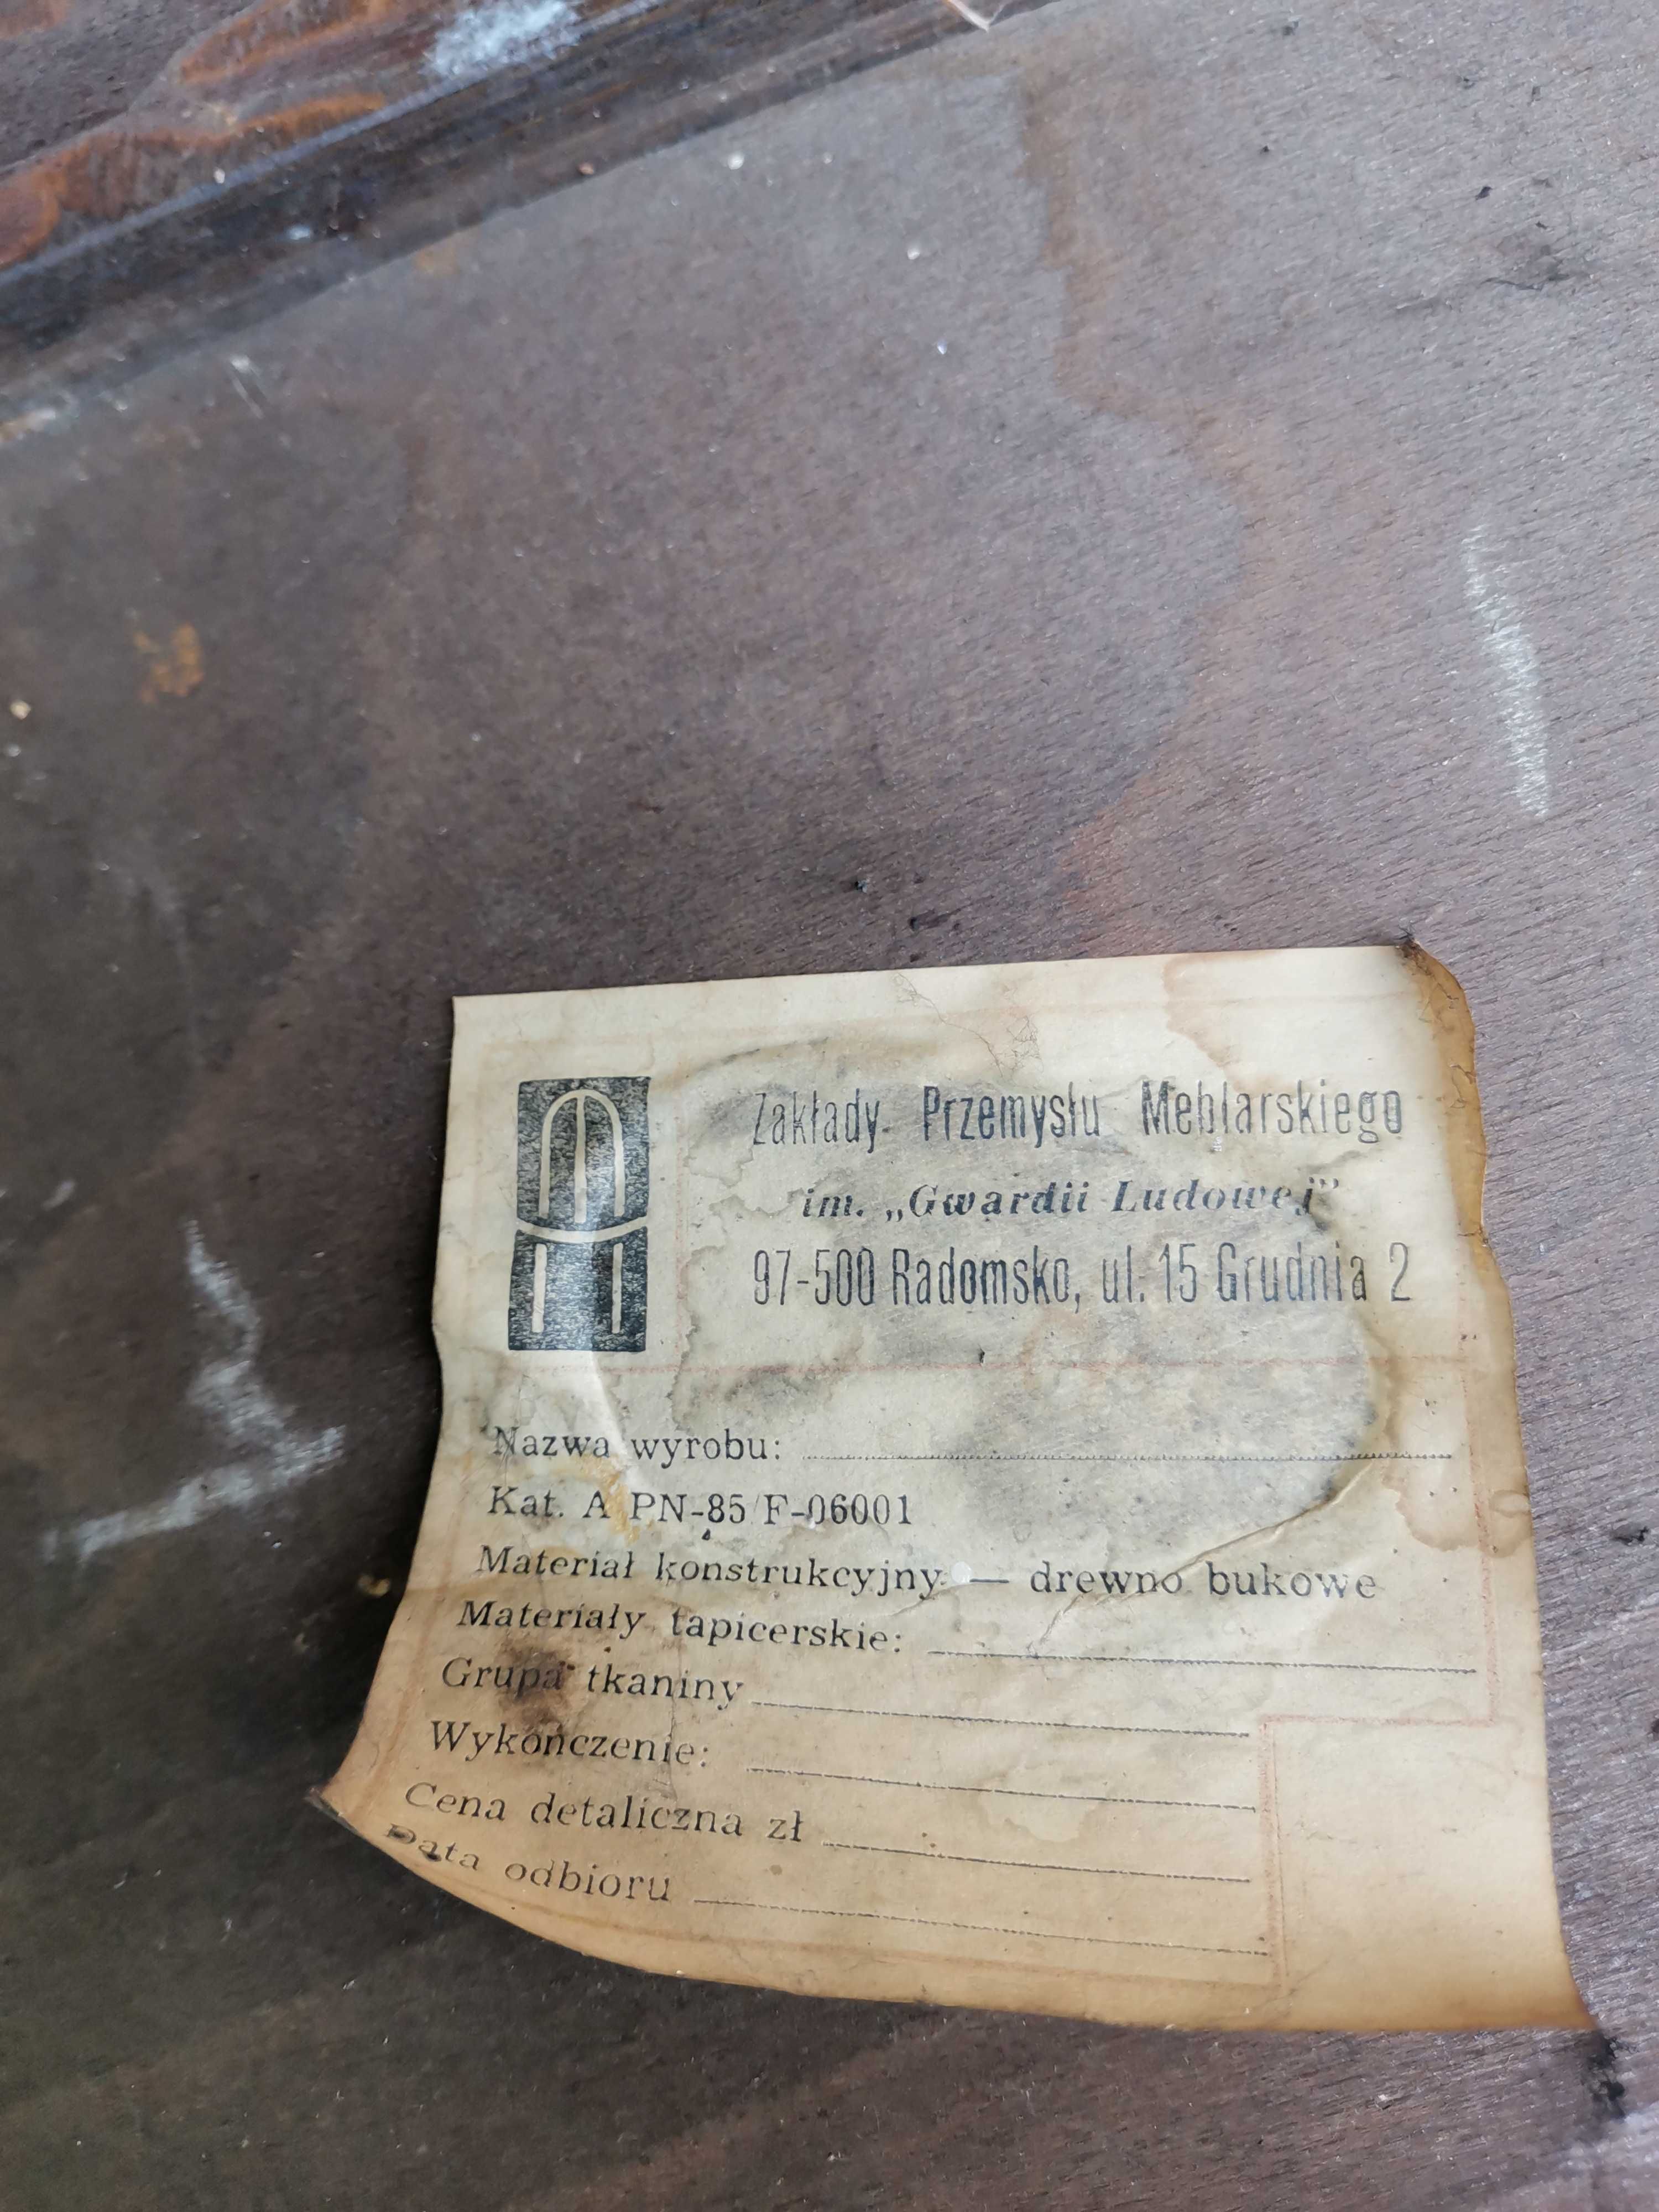 Zakłady Przemysłu Meblarskiego
im. „Gwardii Ludowej”
97-500 Radomsko, ul. 15 Grudnia 2
Nazwa wyrobu:
Kat. A PN-85/F-06001
Materiał konstrukcyjny — drewno bukowe
Materiały tapicerskie:
Grupa tkaniny
Wykończenie:
Cena detaliczna zł
Data odbioru